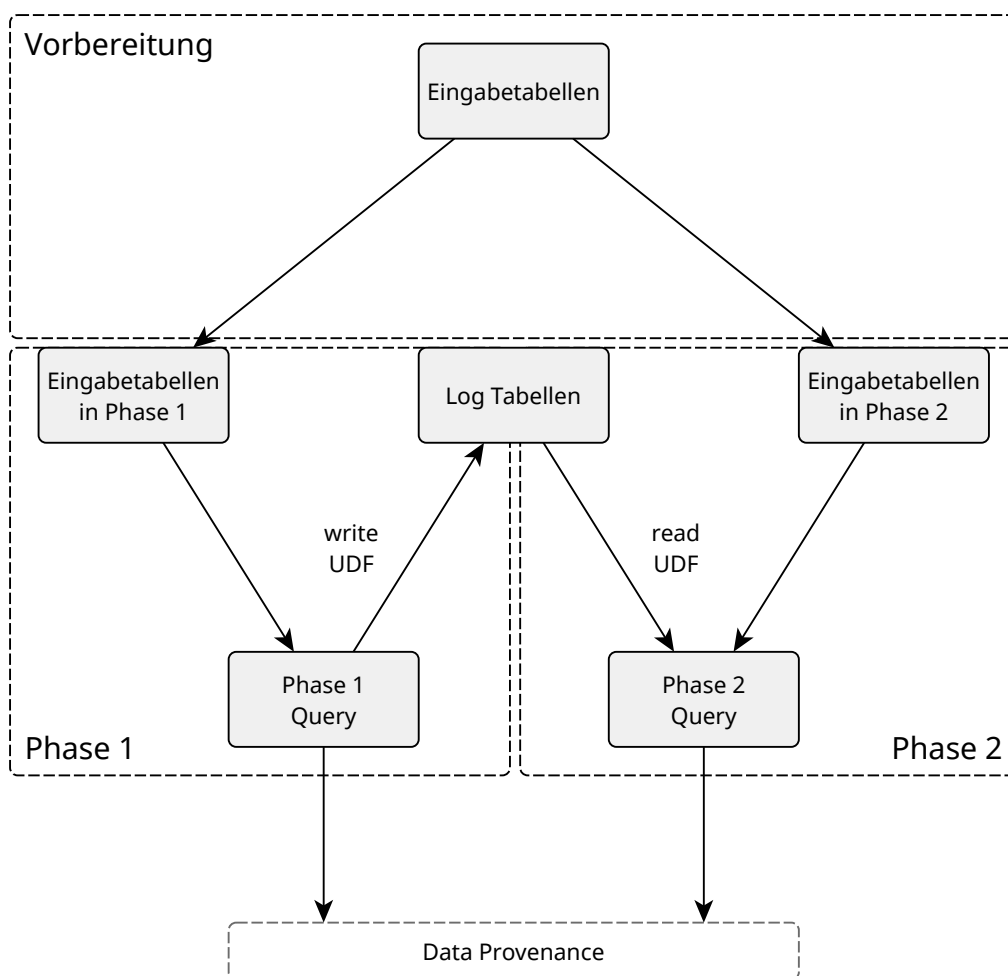 Vorbereitung
Eingabetabellen
Eingabetabellen
in Phase 1
Log Tabellen
Eingabetabellen
in Phase 2
write
UDF
read
UDF
Phase 1
Query
Phase 2
Query
Phase 1
Phase 2
Data Provenance